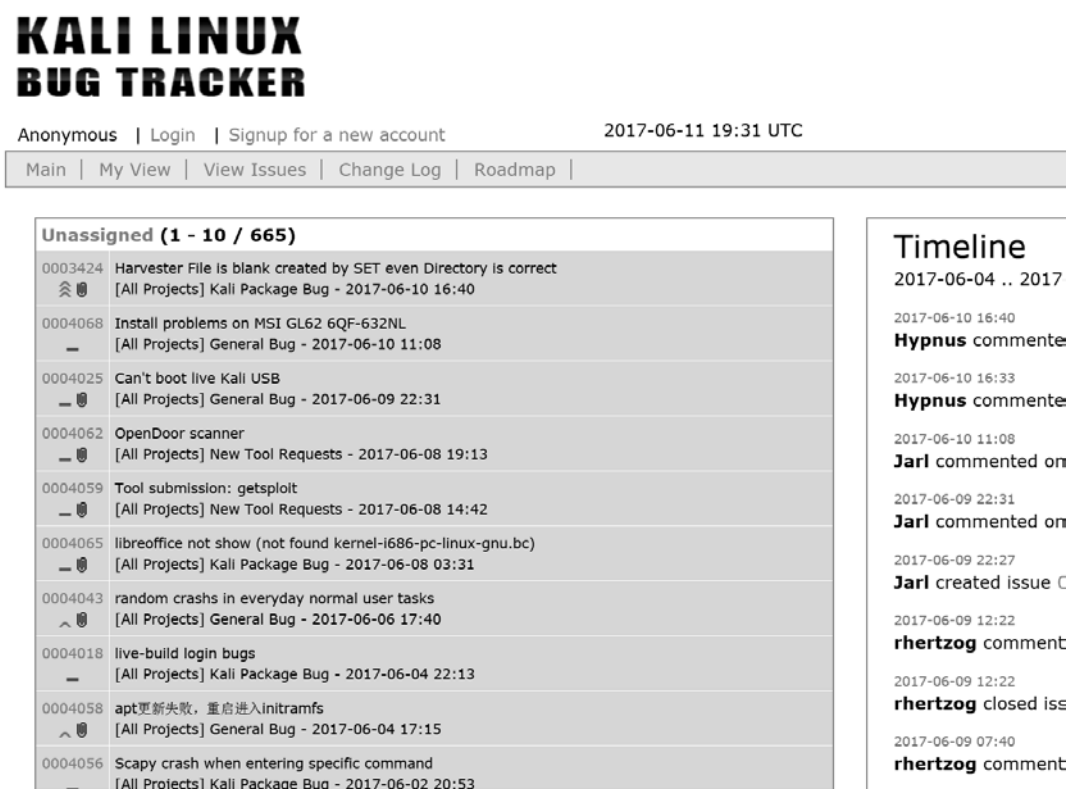 KALI LINUX
BUG TRACKER
Anonymous | Login | Signup for a new account
2017-06-11 19:31 UTC
Main | My View | View Issues | Change Log | Roadmap |
Unassigned (1 - 10 / 665)
0003424 Harvester File is blank created by SET even Directory is correct
[All Projects] Kali Package Bug - 2017-06-10 16:40
0004068 Install problems on MSI GL62 6QF-632NL
[All Projects] General Bug - 2017-06-10 11:08
0004025 Can't boot live Kali USB
[All Projects] General Bug - 2017-06-09 22:31
0004062 OpenDoor scanner
[All Projects] New Tool Requests - 2017-06-08 19:13
0004059 Tool submission: getsploit
[All Projects] New Tool Requests - 2017-06-08 14:42
0004065 libreoffice not show (not found kernel-i686-pc-linux-gnu.bc)
[All Projects] Kali Package Bug - 2017-06-08 03:31
0004043 random crashs in everyday normal user tasks
[All Projects] General Bug - 2017-06-06 17:40
0004018 live-build login bugs
[All Projects] Kali Package Bug - 2017-06-04 22:13
0004058 apt更新失败，重启进入initramfs
[All Projects] General Bug - 2017-06-04 17:15
0004056 Scapy crash when entering specific command
[All Projects] Kali Package Bug - 2017-06-02 20:53
Timeline
2017-06-04 .. 2017-
2017-06-10 16:40
Hypnus commente
2017-06-10 16:33
Hypnus commente
2017-06-10 11:08
Jarl commented on
2017-06-09 22:31
Jarl commented on
2017-06-09 22:27
Jarl created issue
2017-06-09 12:22
rhertzog comment
2017-06-09 12:22
rhertzog closed iss
2017-06-09 07:40
rhertzog comment